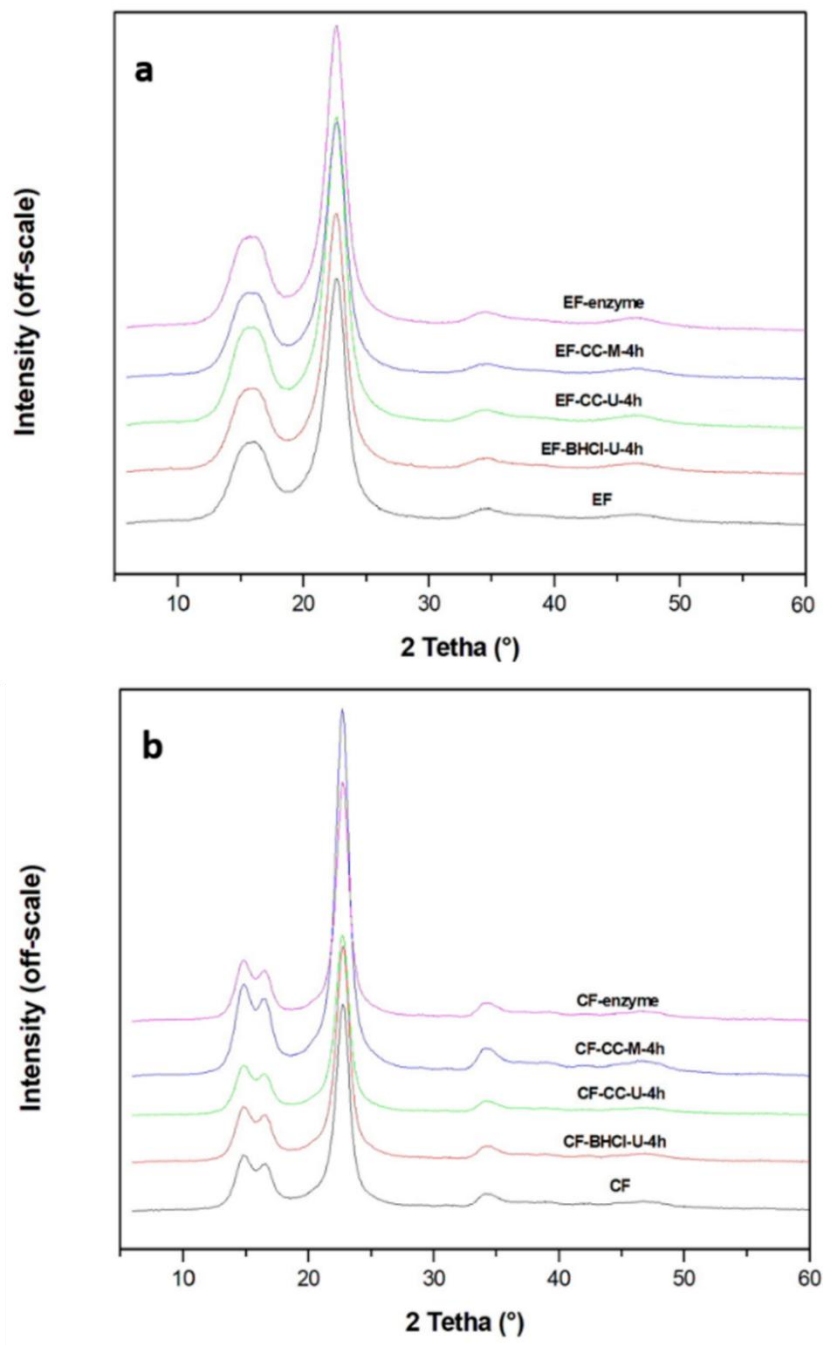 a
Intensity (off-scale)
EF-enzyme
EF-CC-M-4h
EF-CC-U-4h
EF-BHCl-U-4h
EF
10 20 30 40 50 60
2 Tetha (°)
b
Intensity (off-scale)
CF-enzyme
CF-CC-M-4h
CF-CC-U-4h
CF-BHCl-U-4h
CF
10 20 30 40 50 60
2 Tetha (°)